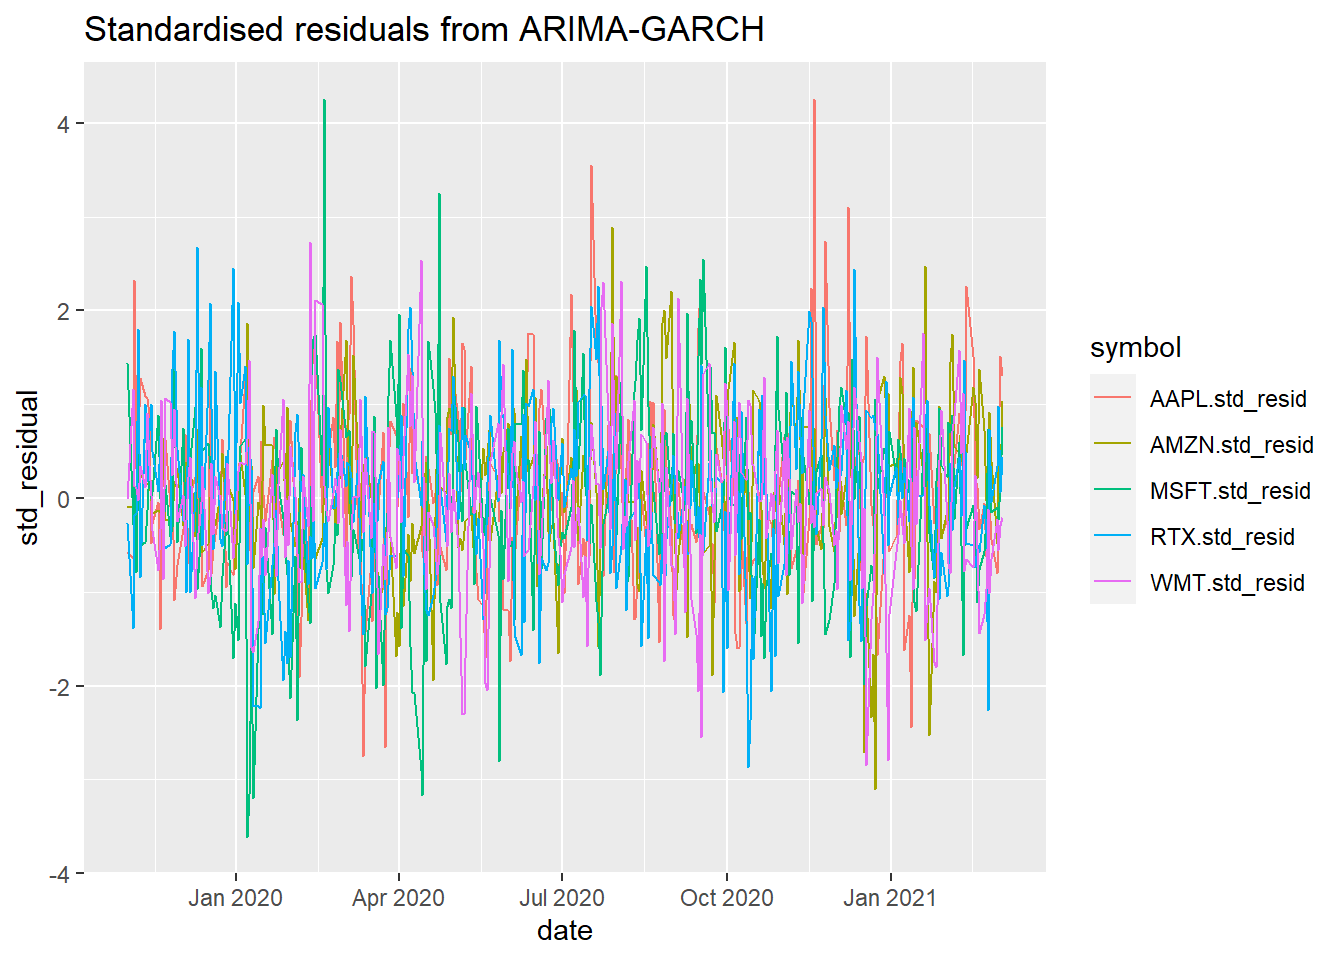 Standardised residuals from ARIMA-GARCH
4
2
0
-2
-4
std_residual
Jan 2020
Apr 2020
Jul 2020
Oct 2020
Jan 2021
date
symbol
AAPL.std_resid
AMZN.std_resid
MSFT.std_resid
RTX.std_resid
WMT.std_resid